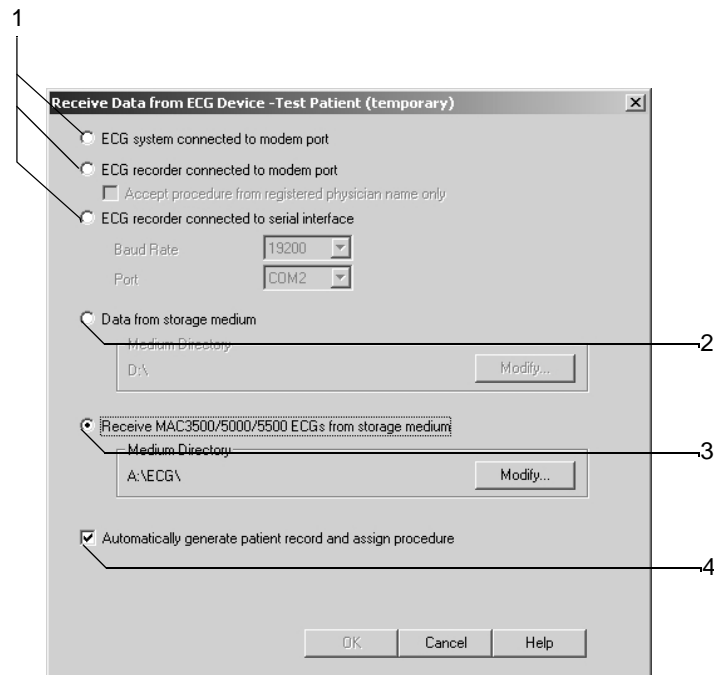 1
Receive Data from ECG Device -Test Patient (temporary)
ECG system connected to modem port
ECG recorder connected to modem port
Accept procedure from registered physician name only
ECG recorder connected to serial interface
Baud Rate 19200
Port COM2
Data from storage medium
2
Medium Directory
D:\ Modify...
Receive MAC3500/5000/5500 ECGs from storage medium
3
Medium Directory
A:\ECG\ Modify...
Automatically generate patient record and assign procedure
4
OK Cancel Help